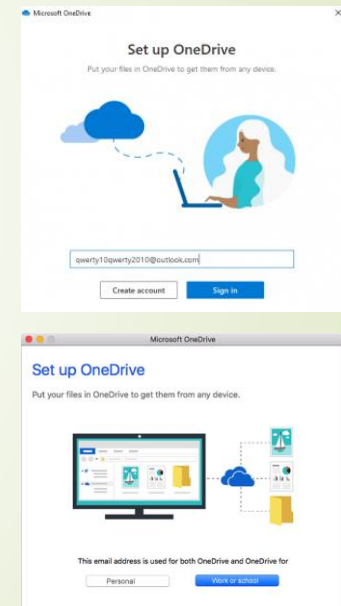 Microsoft OneDrive
Set up OneDrive
Put your files in OneDrive to get them from any device.
qwerty10qwerty2010@outlook.com
Create account Sign in
Microsoft OneDrive
Set up OneDrive
Put your files in OneDrive to get them from any device.
This email address is used for both OneDrive and OneDrive for
Personal Work or school